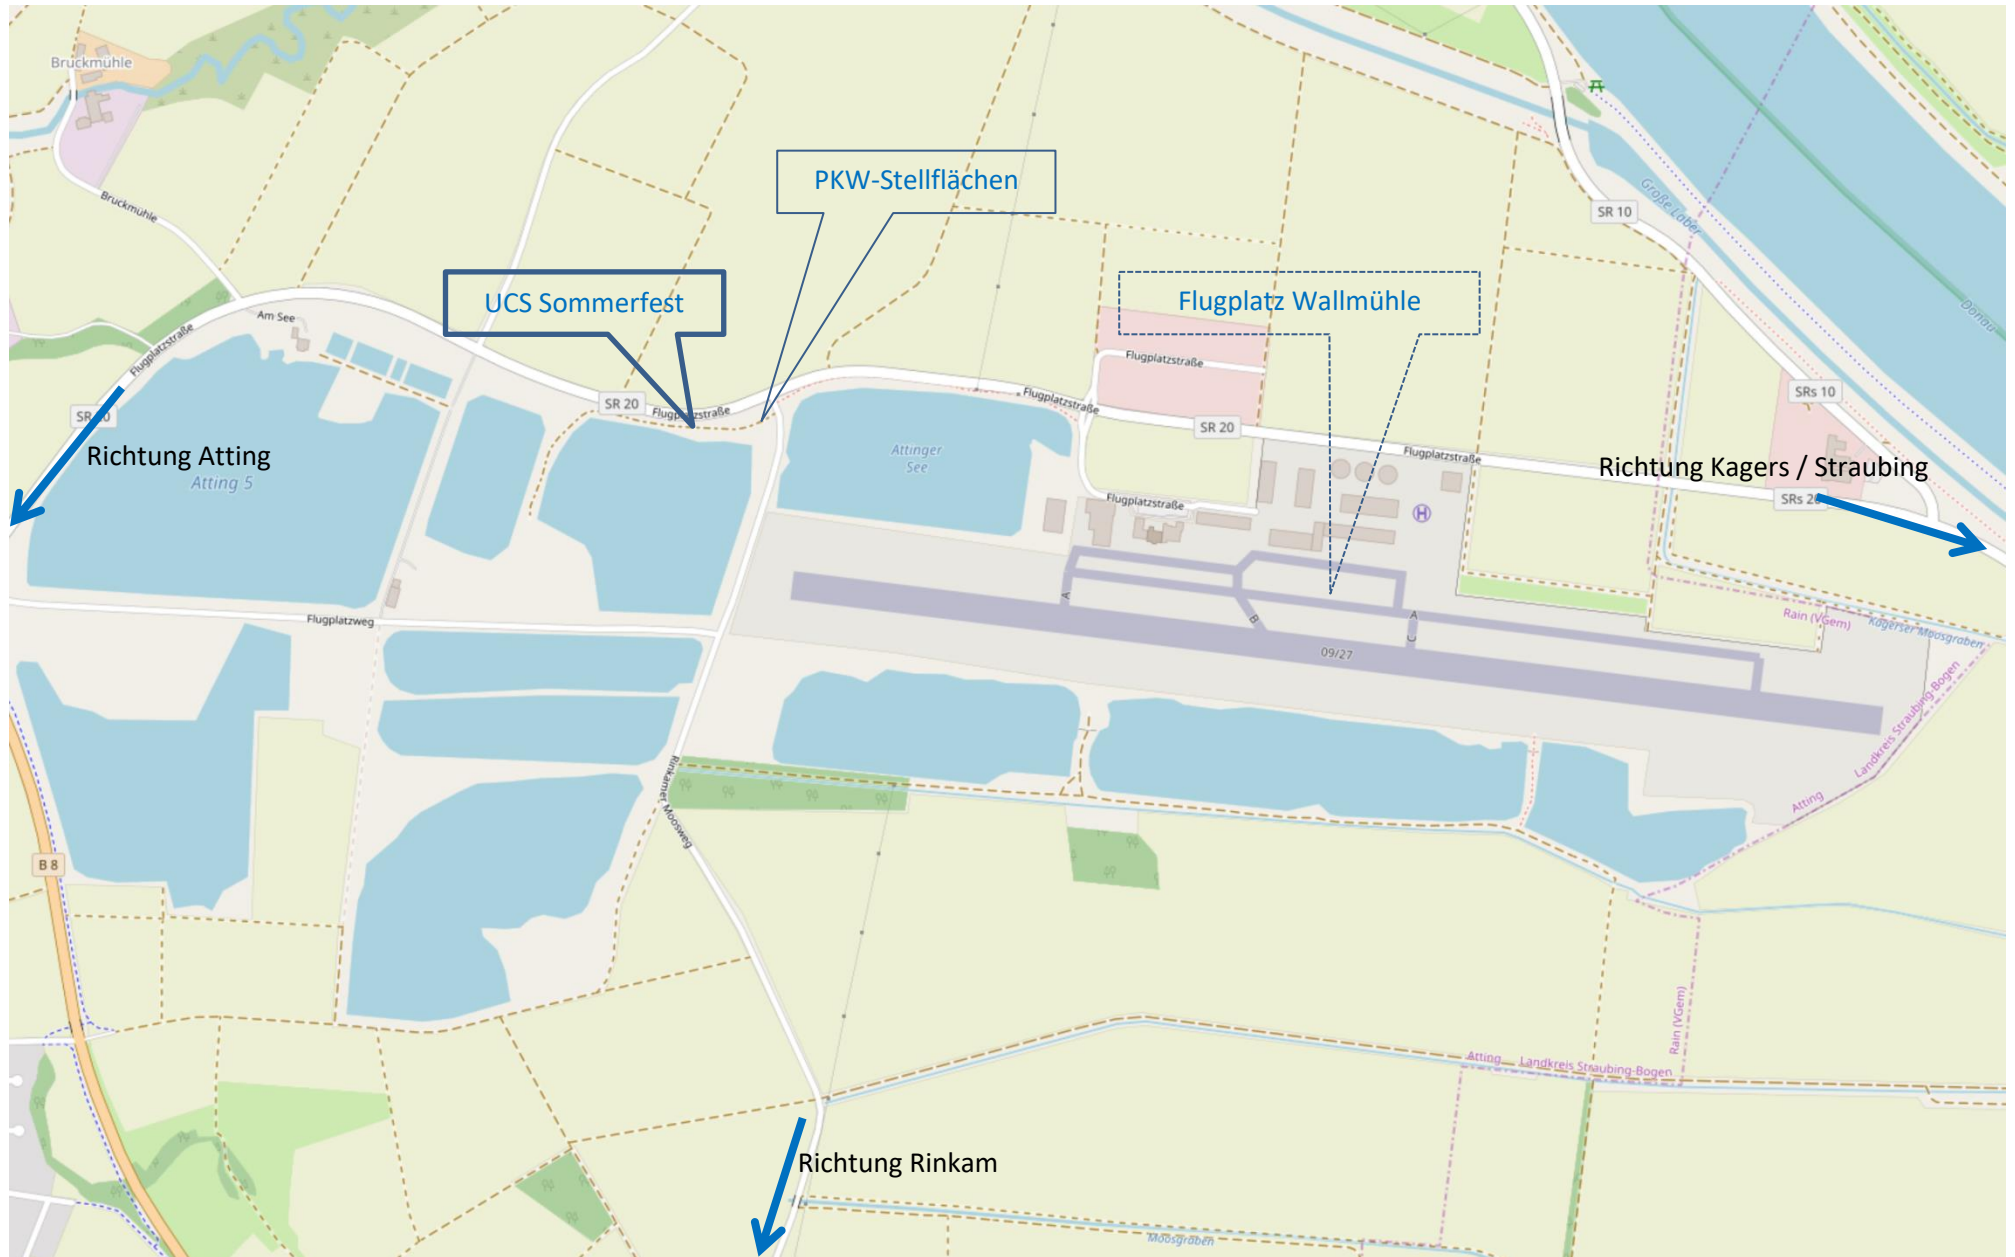 Bruckmühle
PKW-Stellflächen
Bruckmühle
Große Laber
SR 10
UCS Sommerfest
Flugplatz Wallmühle
Donau
Am See
Flugplatzstraße
Flugplatzstraße
SRs 10
SR 20
Flugplatzstraße
Flugplatzstraße
SR 20
Flugplatzstraße
Attinger
See
Richtung Atting
Atting 5
Richtung Kagers / Straubing
SRs 20
Flugplatzstraße
A
B
A
C
Flugplatzweg
Rain (VGem)
Kagerser Moosgraben
09/27
Landkreis Straubing-Bogen
Atting
Rinkamer Moosweg
B 8
Rain (VGem)
Atting
Landkreis Straubing-Bogen
Richtung Rinkam
Moosgraben